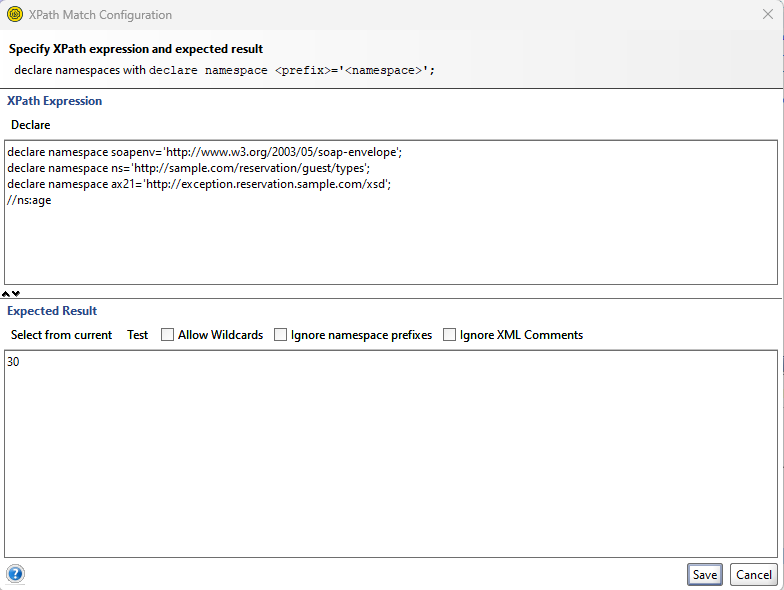 XPath Match Configuration
Specify XPath expression and expected result
declare namespaces with declare namespace <prefix>='<namespace>';
XPath Expression
Declare
declare namespace soapenv='http://www.w3.org/2003/05/soap-envelope';
declare namespace ns='http://sample.com/reservation/guest/types';
declare namespace ax21='http://exception.reservation.sample.com/xsd';
//ns:age
Expected Result
Select from current Test Allow Wildcards Ignore namespace prefixes Ignore XML Comments
30
? Save Cancel